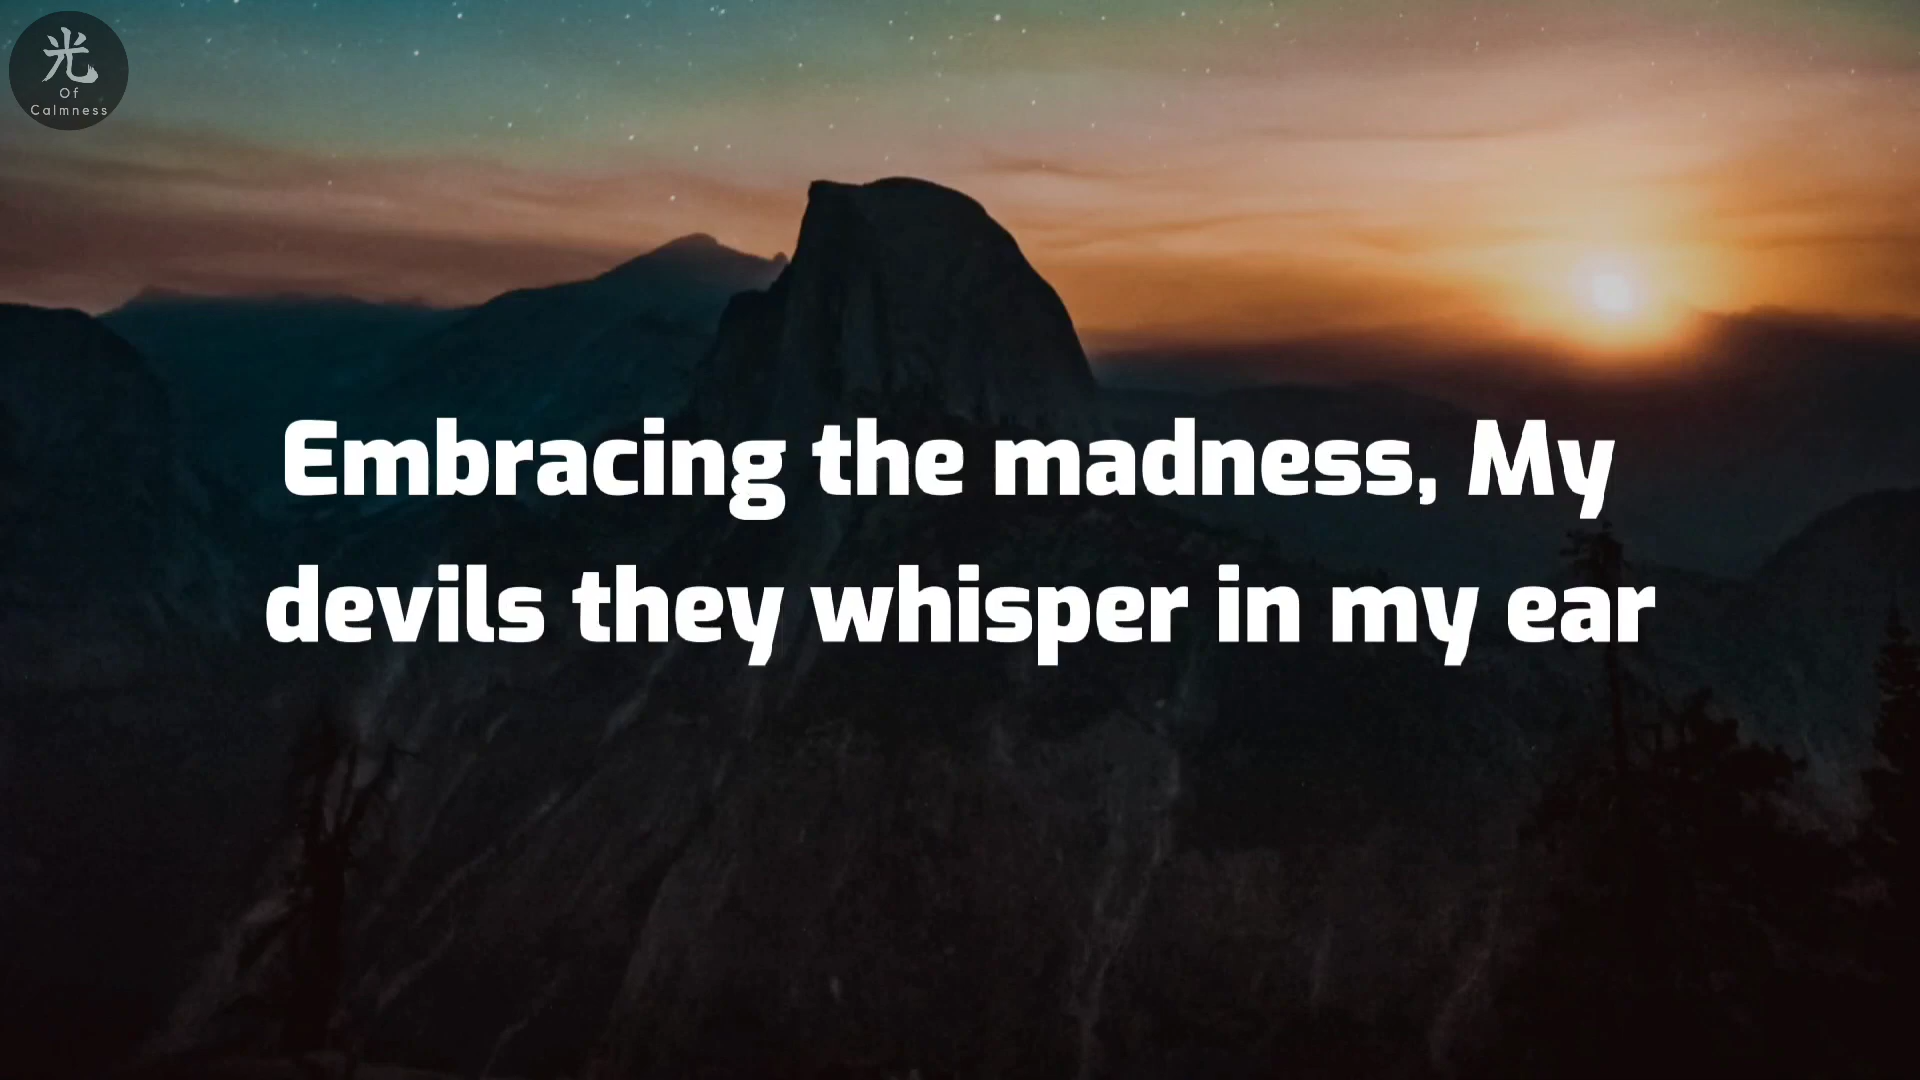 光
Of
Calmness
Embracing the madness, My
devils they whisper in my ear